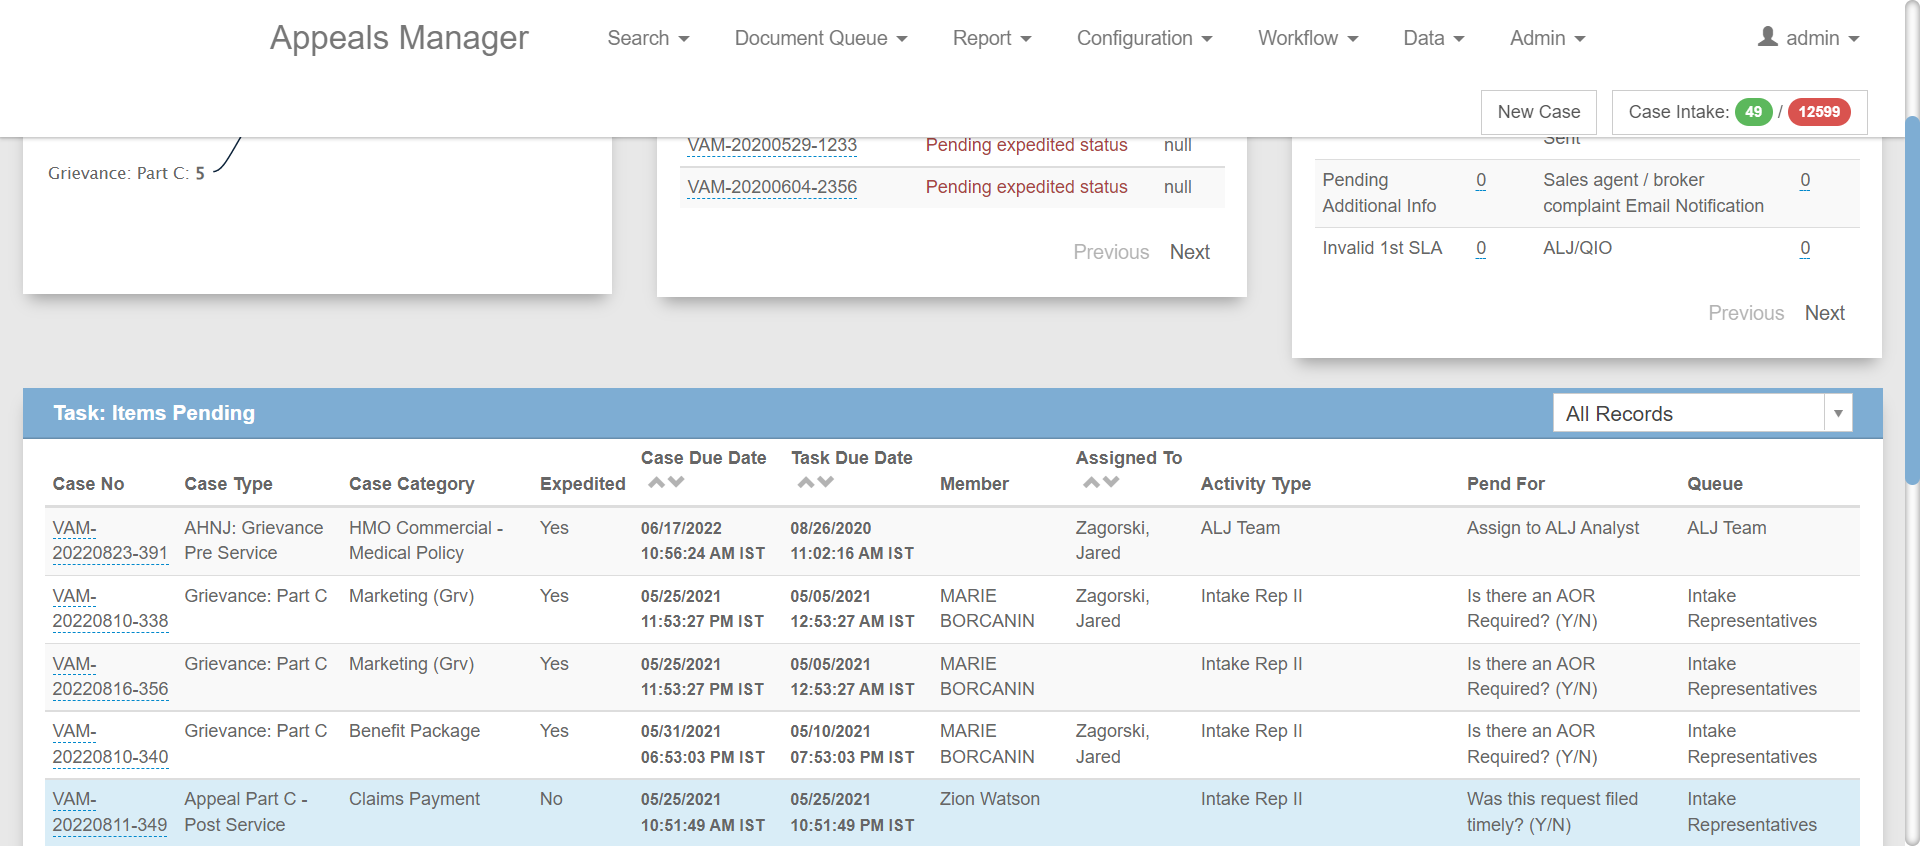 Appeals Manager
Search
Document Queue
Report
Configuration
Workflow
Data
Admin
admin
New Case
Case Intake: 49 / 12599
Grievance: Part C: 5
VAM-20200529-1233 Pending expedited status null
VAM-20200604-2356 Pending expedited status null
Previous Next
Sent
Pending Additional Info 0 Sales agent / broker complaint Email Notification 0
Invalid 1st SLA 0 ALJ/QIO 0
Previous Next
Task: Items Pending
All Records
Case No Case Type Case Category Expedited Case Due Date Task Due Date Member Assigned To Activity Type Pend For Queue
VAM-20220823-391 AHNJ: Grievance Pre Service HMO Commercial - Medical Policy Yes 06/17/2022 10:56:24 AM IST 08/26/2020 11:02:16 AM IST Zagorski, Jared ALJ Team Assign to ALJ Analyst ALJ Team
VAM-20220810-338 Grievance: Part C Marketing (Grv) Yes 05/25/2021 11:53:27 PM IST 05/05/2021 12:53:27 AM IST MARIE BORCANIN Zagorski, Jared Intake Rep II Is there an AOR Required? (Y/N) Intake Representatives
VAM-20220816-356 Grievance: Part C Marketing (Grv) Yes 05/25/2021 11:53:27 PM IST 05/05/2021 12:53:27 AM IST MARIE BORCANIN Intake Rep II Is there an AOR Required? (Y/N) Intake Representatives
VAM-20220810-340 Grievance: Part C Benefit Package Yes 05/31/2021 06:53:03 PM IST 05/10/2021 07:53:03 PM IST MARIE BORCANIN Zagorski, Jared Intake Rep II Is there an AOR Required? (Y/N) Intake Representatives
VAM-20220811-349 Appeal Part C - Post Service Claims Payment No 05/25/2021 10:51:49 AM IST 05/25/2021 10:51:49 PM IST Zion Watson Intake Rep II Was this request filed timely? (Y/N) Intake Representatives